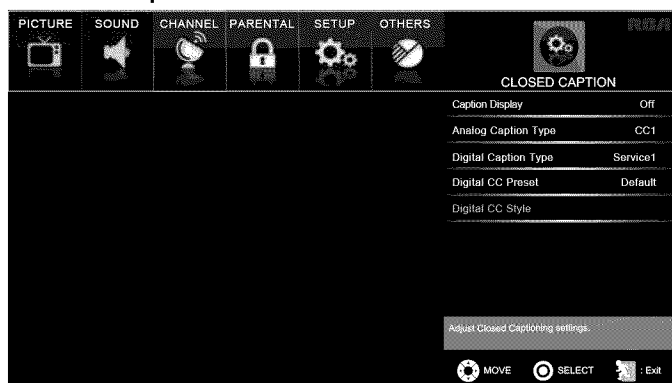 PICTURE SOUND CHANNEL PARENTAL SETUP OTHERS
RCA
CLOSED CAPTION
Caption Display Off
Analog Caption Type CC1
Digital Caption Type Service1
Digital CC Preset Default
Digital CC Style
Adjust Closed Captioning settings.
MOVE SELECT : Exit